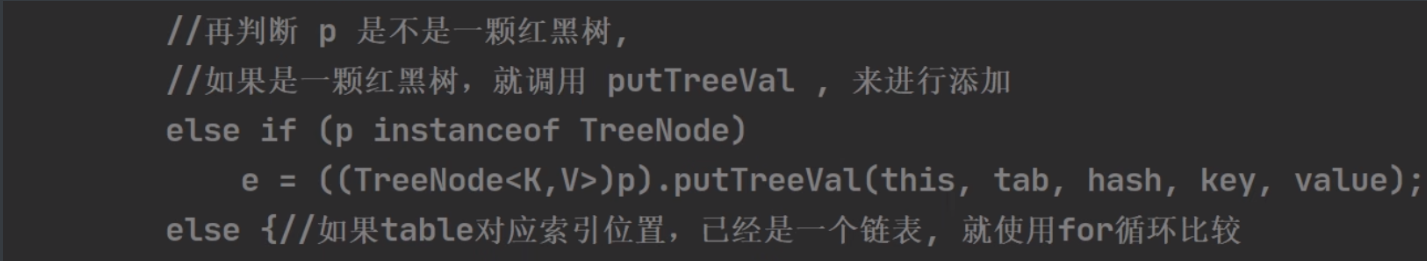 //再判断 p 是不是一颗红黑树,
//如果是一颗红黑树，就调用 putTreeVal , 来进行添加
else if (p instanceof TreeNode)
    e = ((TreeNode<K,V>)p).putTreeVal(this, tab, hash, key, value);
else {//如果table对应索引位置，已经是一个链表, 就使用for循环比较